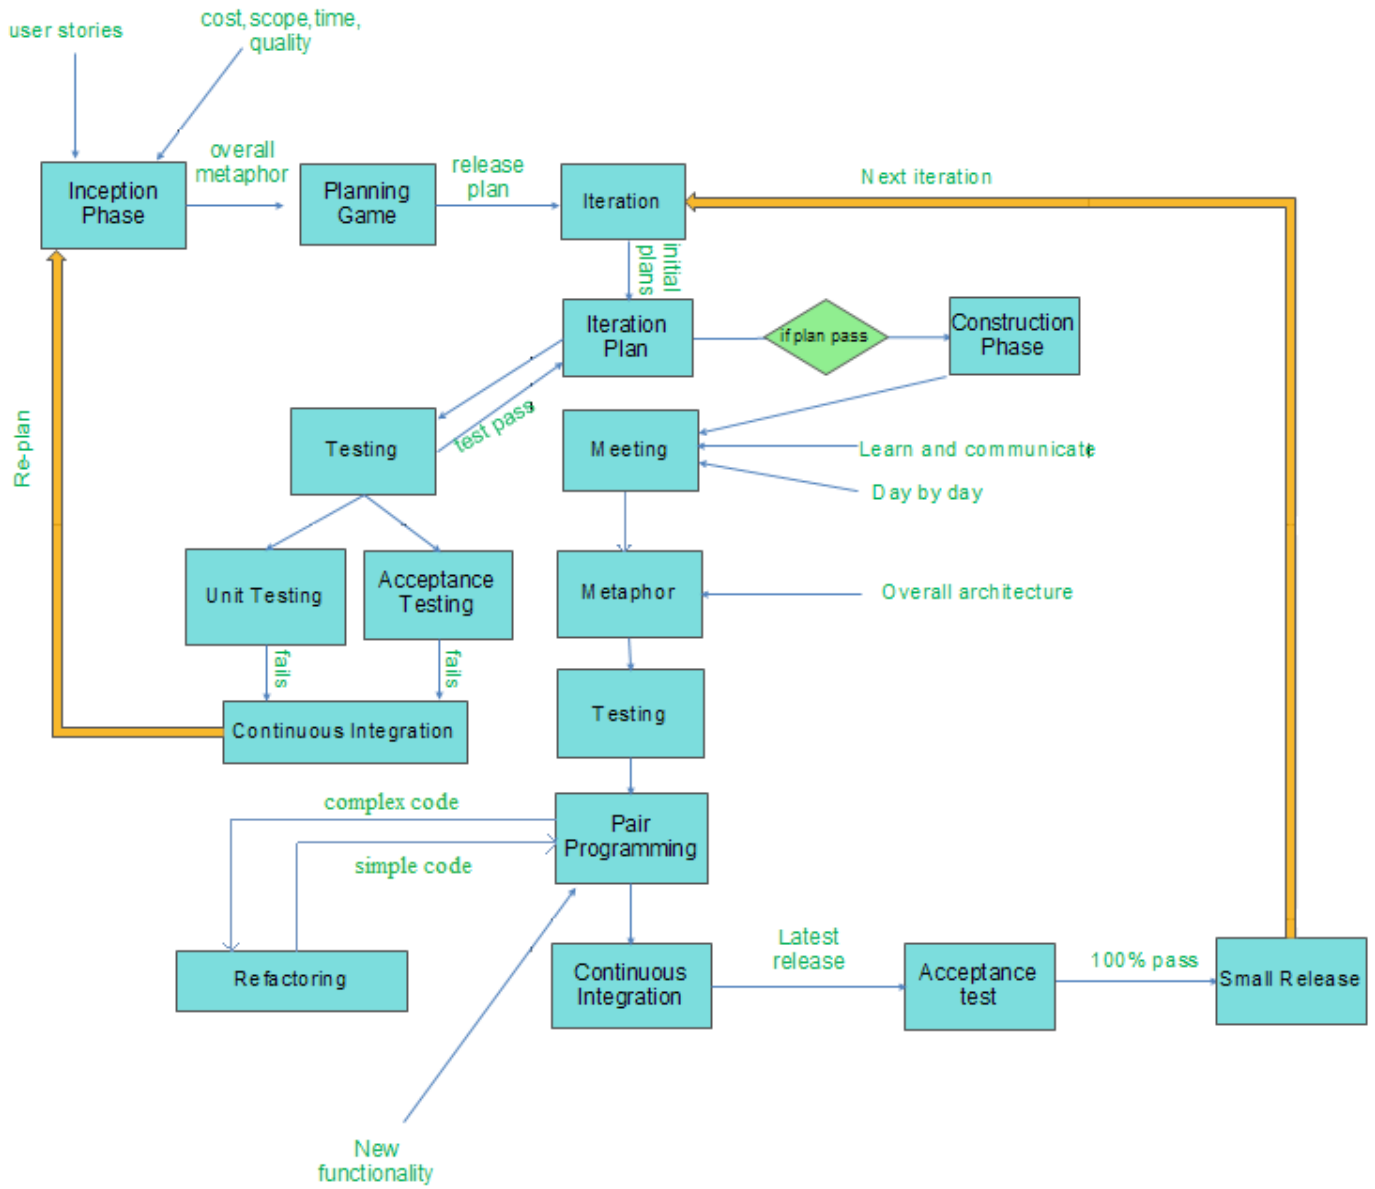 user stories
cost,scope,time,
quality
Inception
Phase
overall
metaphor
Planning
Game
release
plan
Iteration
Next iteration
initial
plans
Iteration
Plan
if plan pass
Construction
Phase
Re-plan
Testing
test pass
Meeting
Learn and communicate
Day by day
Unit Testing
Acceptance
Testing
Metaphor
Overall architecture
fails
fails
Continuous Integration
Testing
complex code
simple code
Pair
Programming
Refactoring
Continuous
Integration
Latest
release
Acceptance
test
100% pass
Small Release
New
functionality